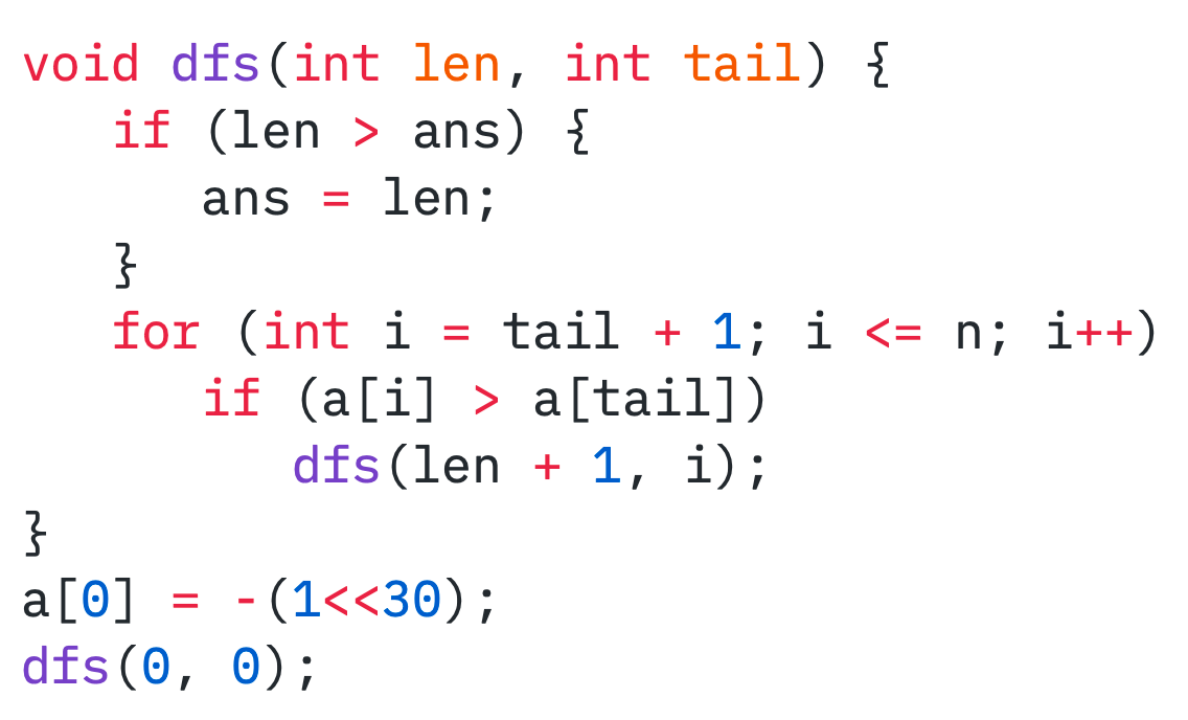 void dfs(int len, int tail) {
   if (len > ans) {
      ans = len;
   }
   for (int i = tail + 1; i <= n; i++)
      if (a[i] > a[tail])
         dfs(len + 1, i);
}
a[0] = -(1<<30);
dfs(0, 0);